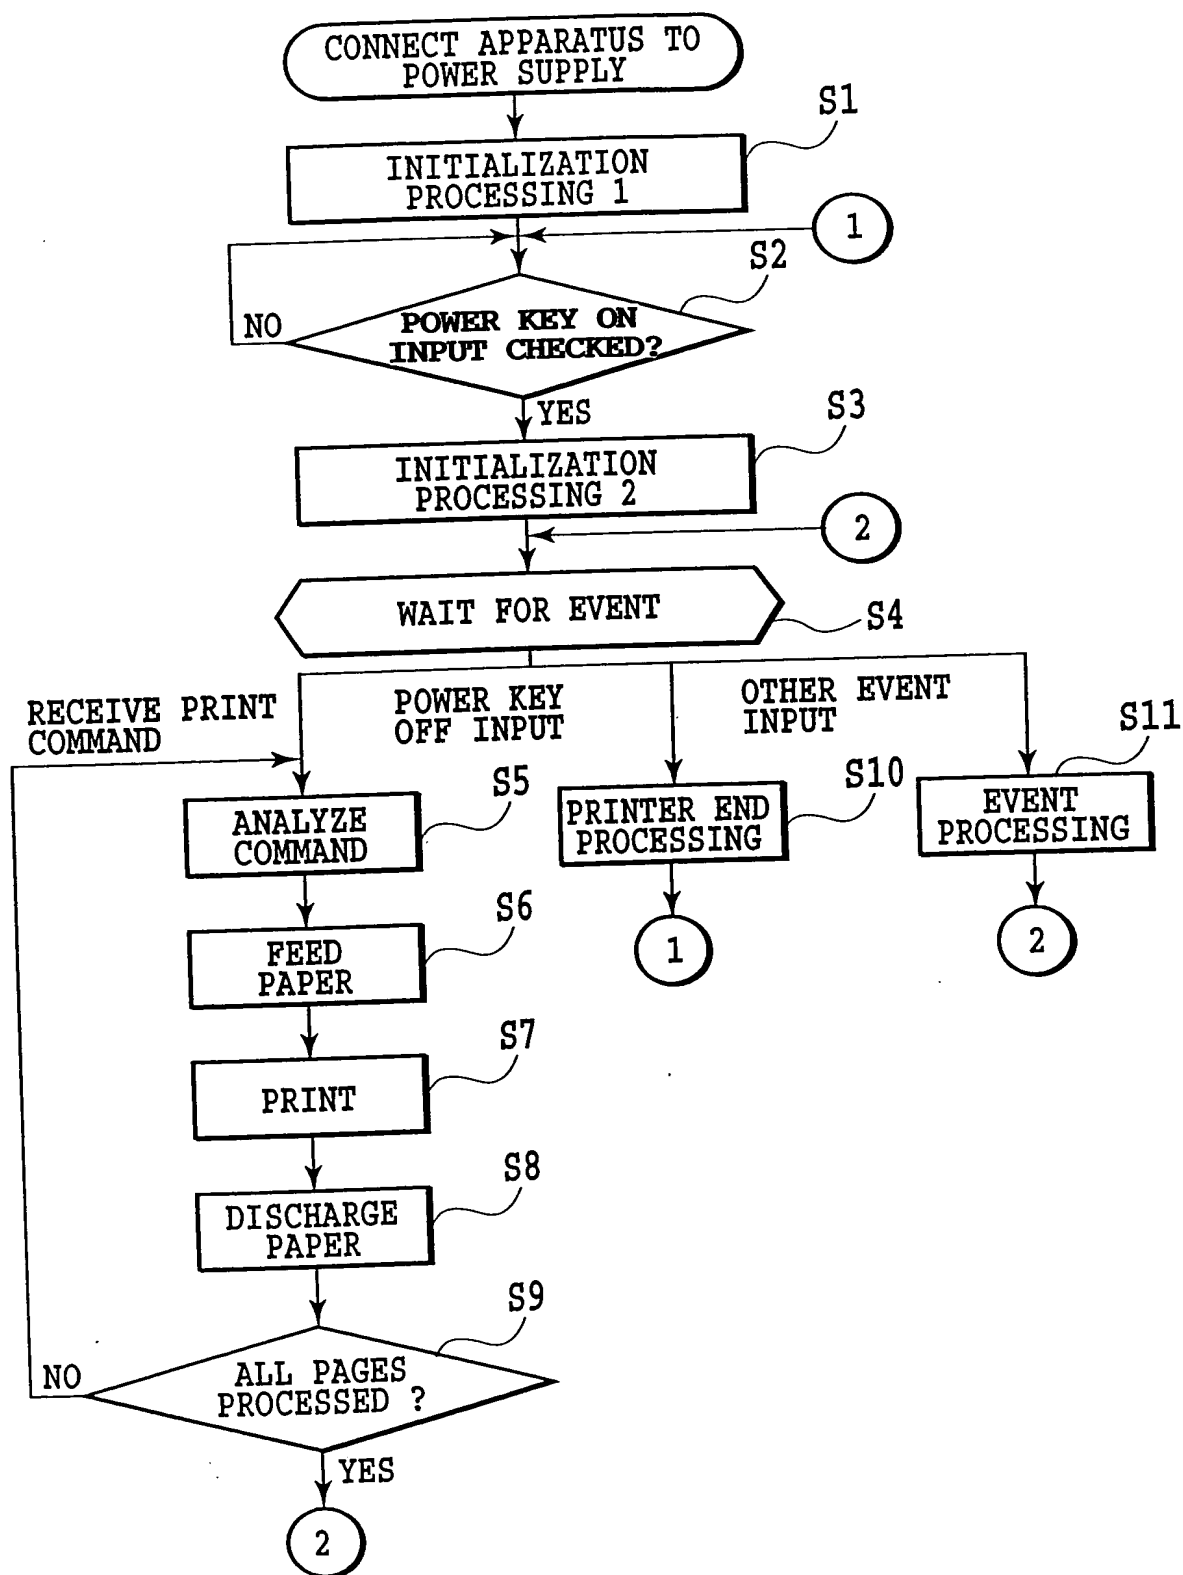 CONNECT APPARATUS TO
POWER SUPPLY
S1
INITIALIZATION
PROCESSING 1
1
S2
NO
POWER KEY ON
INPUT CHECKED?
YES
S3
INITIALIZATION
PROCESSING 2
2
WAIT FOR EVENT
S4
RECEIVE PRINT
COMMAND
POWER KEY
OFF INPUT
OTHER EVENT
INPUT
S5
S10
S11
ANALYZE
COMMAND
PRINTER END
PROCESSING
EVENT
PROCESSING
S6
FEED
PAPER
1
2
S7
PRINT
S8
DISCHARGE
PAPER
S9
NO
ALL PAGES
PROCESSED ?
YES
2